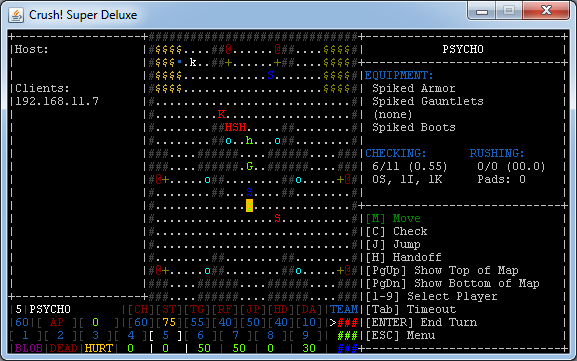 Crush! Super Deluxe
Host:
Clients:
192.168.11.7
PSYCHO
EQUIPMENT:
Spiked Armor
Spiked Gauntlets
(none)
Spiked Boots
CHECKING: RUSHING:
6/11 (0.55) 0/0 (00.0)
0S, 1I, 1K Pads: 0
[M] Move
[C] Check
[J] Jump
[H] Handoff
[PgUp] Show Top of Map
[PgDn] Show Bottom of Map
[1-9] Select Player
[Tab] Timeout
[ENTER] End Turn
[ESC] Menu
5|PSYCHO |[CH][ST][TG][RF][JP][HD][DA]|TEAM
60|[ AP ][ 0 ]|[60][75][55][40][50][40][10]|>###
[ 1 ][ 2 ][ 3 ][ 4 ][ 5 ][ 6 ][ 7 ][ 8 ][ 9 ]|###
BLOB|DEAD|HURT| 0 | 0 | 50| 50| 0 | 30|###